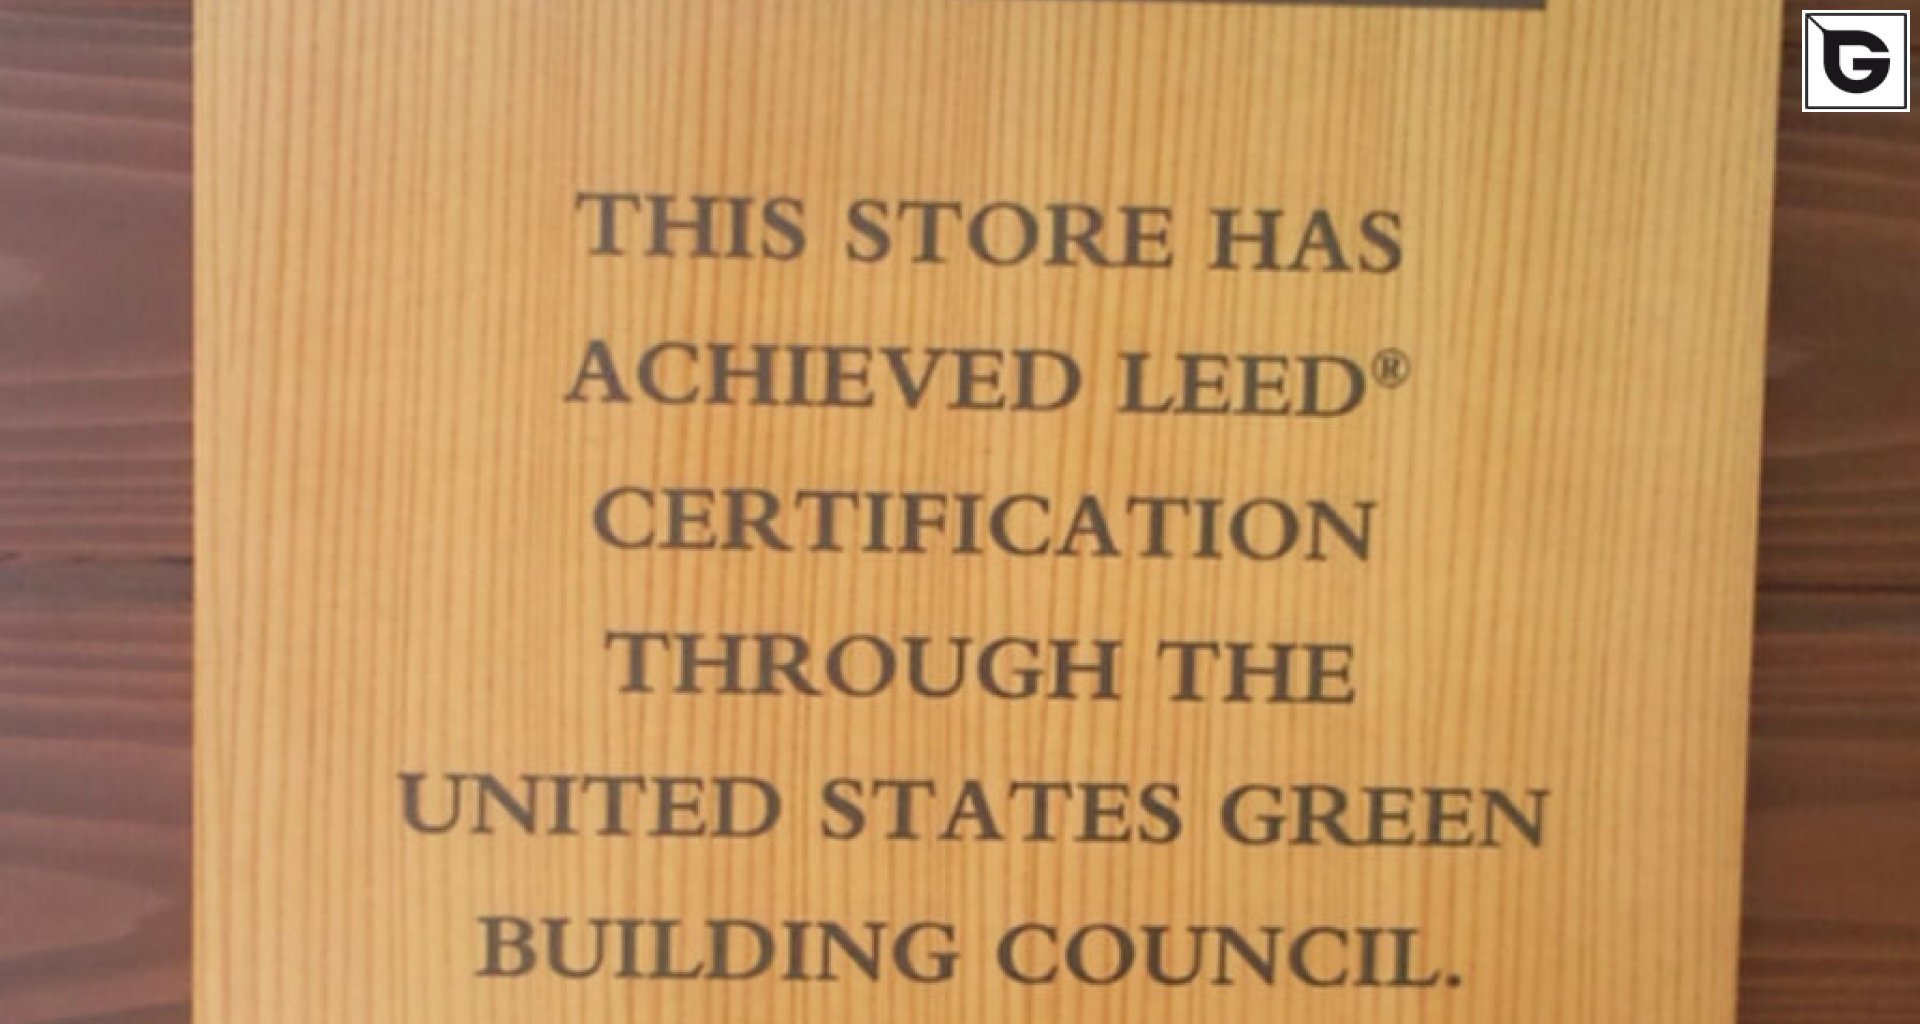 THIS STORE HAS
ACHIEVED LEED®
CERTIFICATION
THROUGH THE
UNITED STATES GREEN
BUILDING COUNCIL.
G